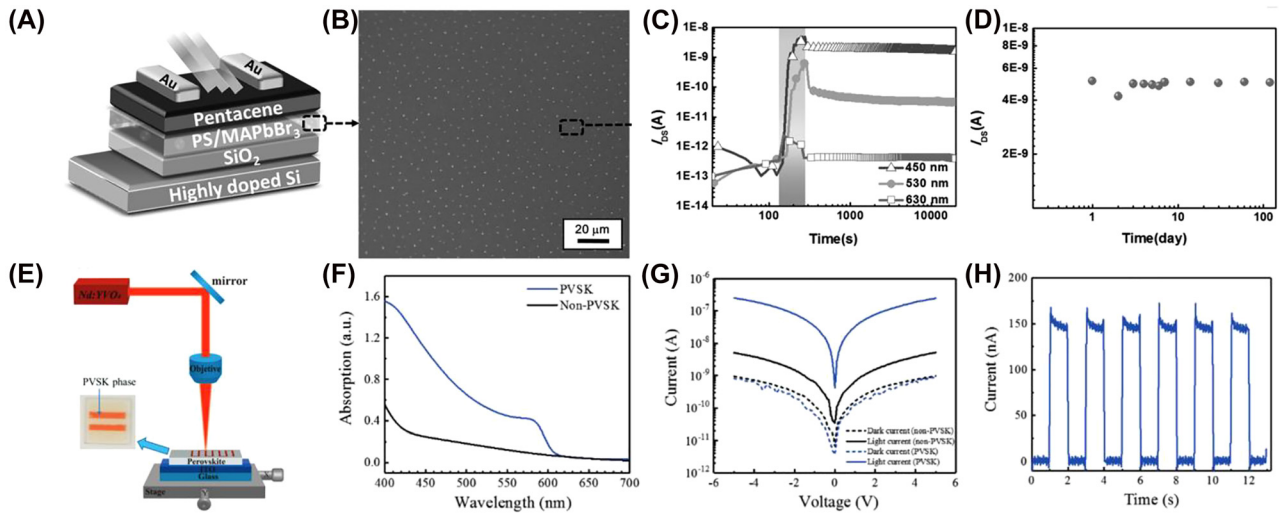 (A)
Au
Au
Pentacene
PS/MAPbBr3
SiO2
Highly doped Si
(B)
20 μm
(C)
1E-8
1E-9
1E-10
1E-11
1E-12
1E-13
1E-14
IDS(A)
450 nm
530 nm
630 nm
100
1000
10000
Time(s)
(D)
1E-8
8E-9
6E-9
4E-9
2E-9
IDS(A)
1
10
100
Time(day)
(E)
mirror
Nd:YVO4
Objetive
PVSK phase
Perovskite
ITO
Glass
Stage
(F)
1.6
1.2
0.8
0.4
0.0
Absorption (a.u.)
PVSK
Non-PVSK
400
450
500
550
600
650
700
Wavelength (nm)
(G)
10-6
10-7
10-8
10-9
10-10
10-11
10-12
Current (A)
Dark current (non-PVSK)
Light current (non-PVSK)
Dark current (PVSK)
Light current (PVSK)
-6
-4
-2
0
2
4
6
Voltage (V)
(H)
200
150
100
50
0
Current (nA)
0
2
4
6
8
10
12
Time (s)